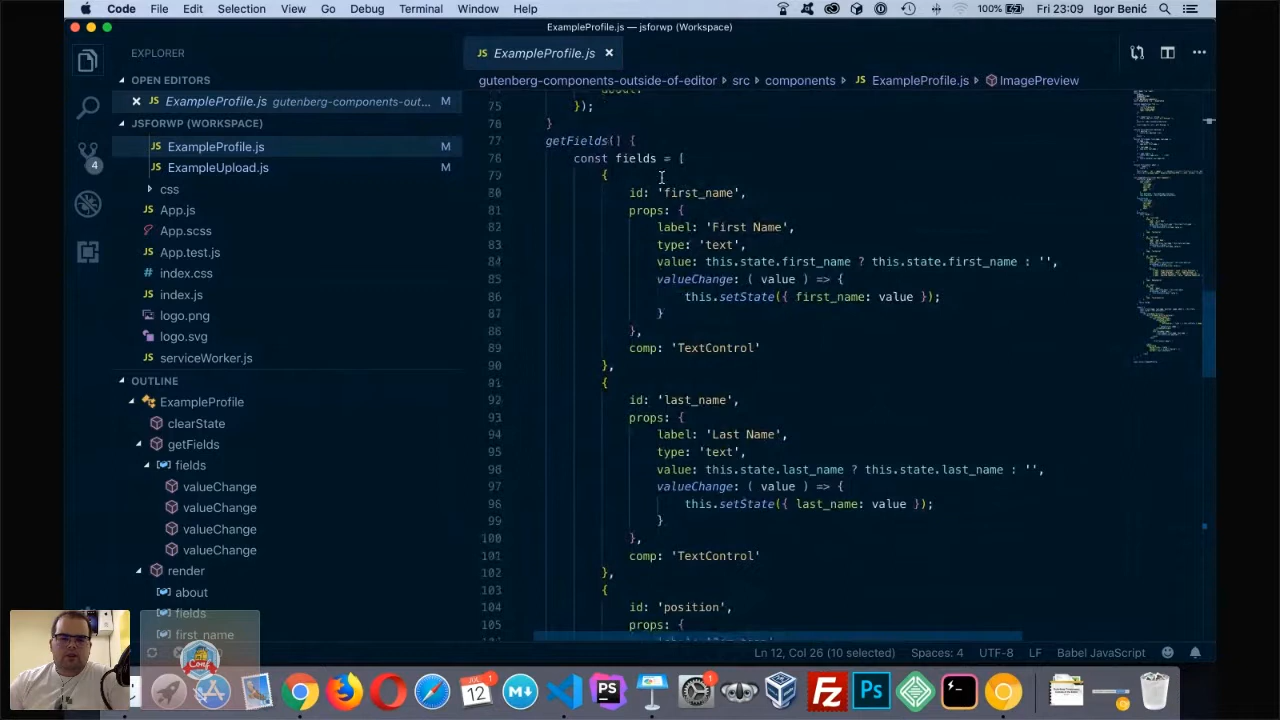 Code File Edit Selection View Go Debug Terminal Window Help 100% Fri 23:09 Igor Benić
ExampleProfile.js — jsforwp (Workspace)
EXPLORER
JS ExampleProfile.js ×
OPEN EDITORS
gutenberg-components-outside-of-editor src components JS ExampleProfile.js ImagePreview
JS ExampleProfile.js gutenberg-components-out... M
JSFORWP (WORKSPACE)
ExampleProfile.js M
ExampleUpload.js M
4
css
JS App.js
App.scss
JS App.test.js
index.css
JS index.js
logo.png
logo.svg
JS serviceWorker.js
OUTLINE
ExampleProfile
clearState
getFields
fields
valueChange
valueChange
valueChange
valueChange
render
about
fields
first_name
75 });
76 }
77 getFields() {
78 const fields = [
79 {
80 id: 'first_name',
81 props: {
82 label: 'First Name',
83 type: 'text',
84 value: this.state.first_name ? this.state.first_name : '',
85 valueChange: ( value ) => {
86 this.setState({ first_name: value });
87 }
88 },
89 comp: 'TextControl'
90 },
91 {
92 id: 'last_name',
93 props: {
94 label: 'Last Name',
95 type: 'text',
96 value: this.state.last_name ? this.state.last_name : '',
97 valueChange: ( value ) => {
98 this.setState({ last_name: value });
99 }
100 },
101 comp: 'TextControl'
102 },
103 {
104 id: 'position',
105 props: {
Ln 12, Col 26 (10 selected) Spaces: 4 UTF-8 LF Babel JavaScript
Conf
JUL 12 1
M
PS
1
Fz
Ps